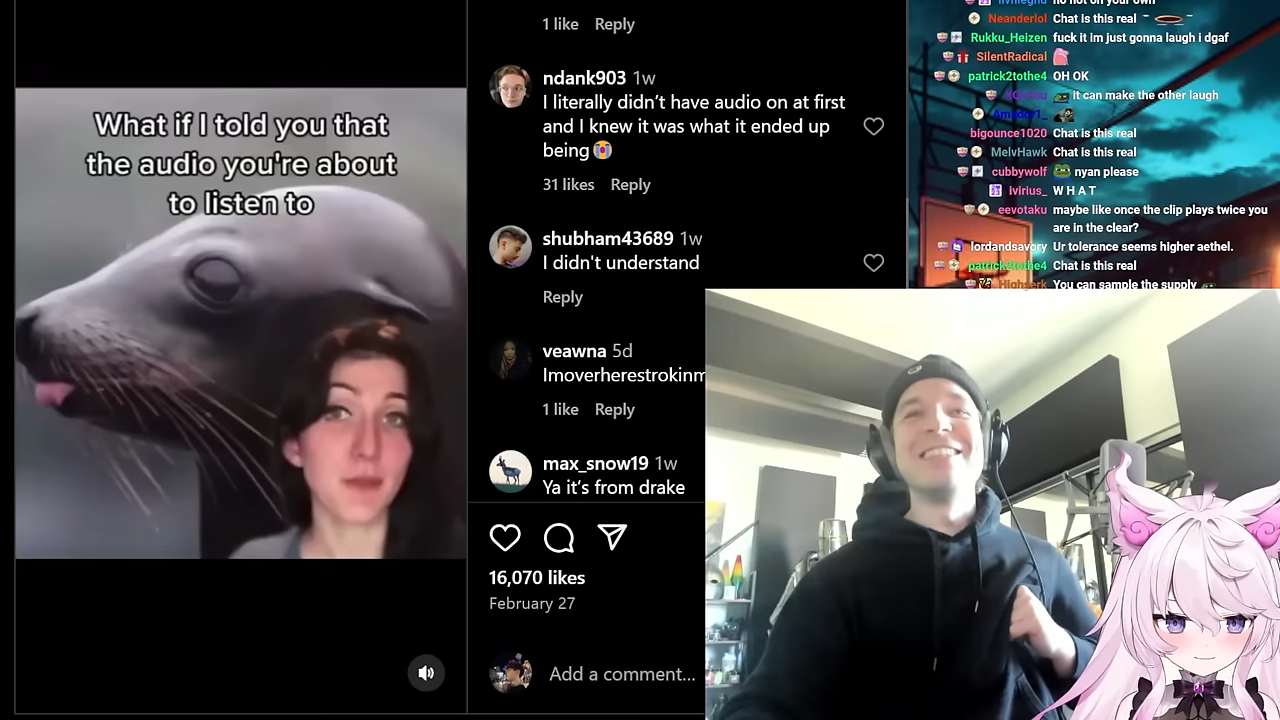 What if I told you that
the audio you're about
to listen to
1 like Reply
ndank903 1w
I literally didn't have audio on at first
and I knew it was what it ended up
being😭
31 likes Reply
shubham43689 1w
I didn't understand
Reply
veawna 5d
Imoverherestrokinm
1 like Reply
max_snow19 1w
Ya it's from drake
16,070 likes
February 27
Add a comment...
no not on your own
Neanderlol Chat is this real
Rukku_Heizen fuck it im just gonna laugh i dgaf
SilentRadical
patrick2tothe4 OH OK
it can make the other laugh
bigounce1020 Chat is this real
MelvHawk Chat is this real
cubbywolf nyan please
ivirius_ W H A T
eevotaku maybe like once the clip plays twice you
are in the clear?
lordandsavory Ur tolerance seems higher aethel.
patrick2tothe4 Chat is this real
You can sample the supply